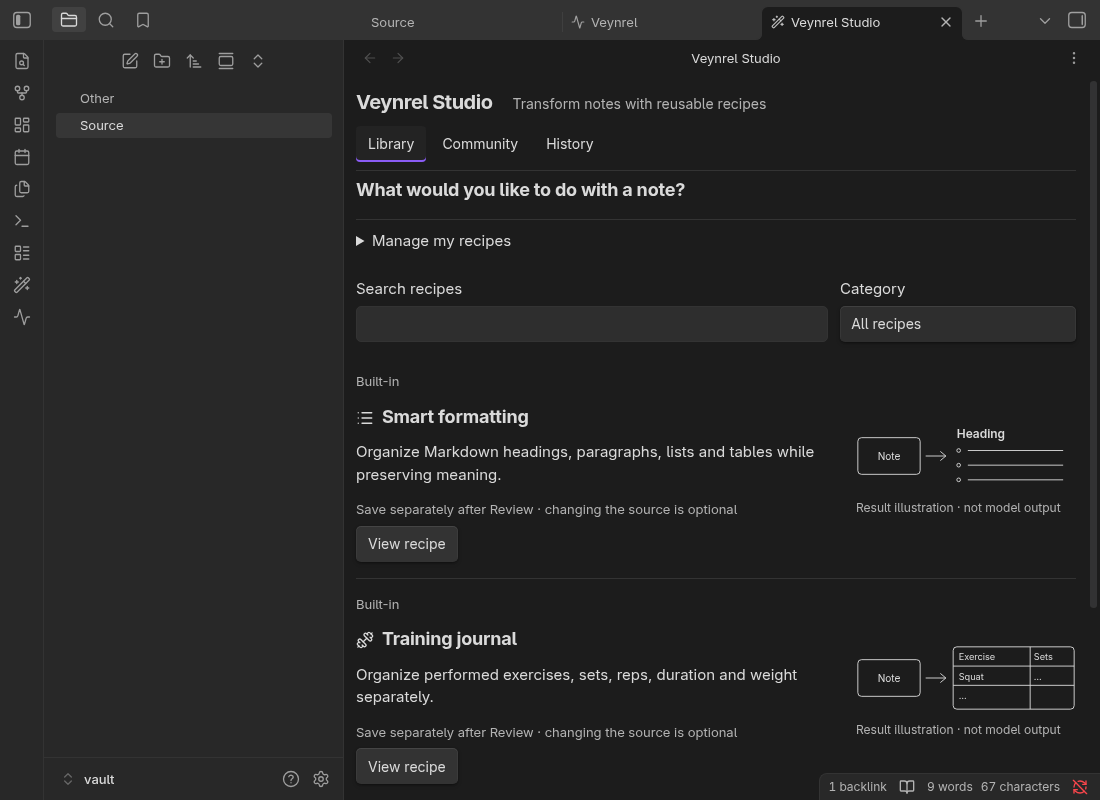 Source
Veynrel
Veynrel Studio
Veynrel Studio
Other
Source
Veynrel Studio
Transform notes with reusable recipes
Library
Community
History
What would you like to do with a note?
Manage my recipes
Search recipes
Category
All recipes
Built-in
Smart formatting
Organize Markdown headings, paragraphs, lists and tables while
preserving meaning.
Save separately after Review · changing the source is optional
View recipe
Note
Heading
Result illustration · not model output
Built-in
Training journal
Organize performed exercises, sets, reps, duration and weight
separately.
Save separately after Review · changing the source is optional
View recipe
Note
Exercise
Sets
Squat
...
...
Result illustration · not model output
vault
1 backlink
9 words
67 characters